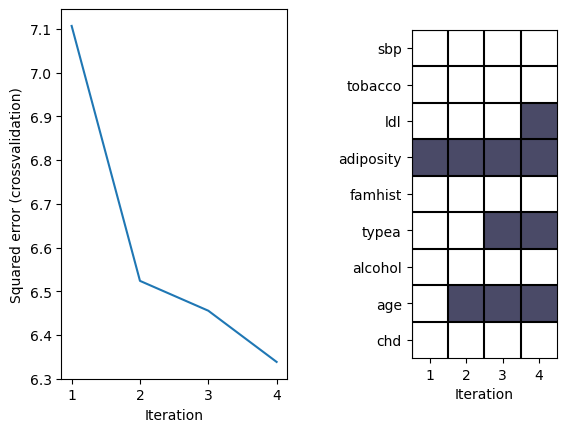 Squared error (crossvalidation)
7.1
7.0
6.9
6.8
6.7
6.6
6.5
6.4
6.3
1 2 3 4
Iteration
sbp
tobacco
ldl
adiposity
famhist
typea
alcohol
age
chd
1 2 3 4
Iteration